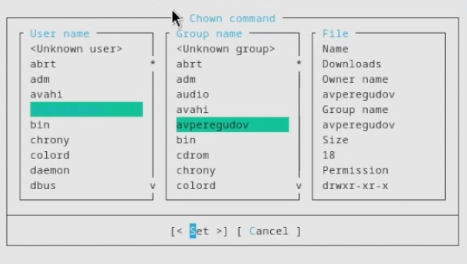 Chown command
User name
<Unknown user>
abrt
adm
avahi
bin
chrony
colord
daemon
dbus
Group name
<Unknown group>
abrt
adm
audio
avahi
avperegudov
bin
cdrom
chrony
colord
File
Name
Downloads
Owner name
avperegudov
Group name
avperegudov
Size
18
Permission
drwxr-xr-x
[< Set >] [ Cancel ]